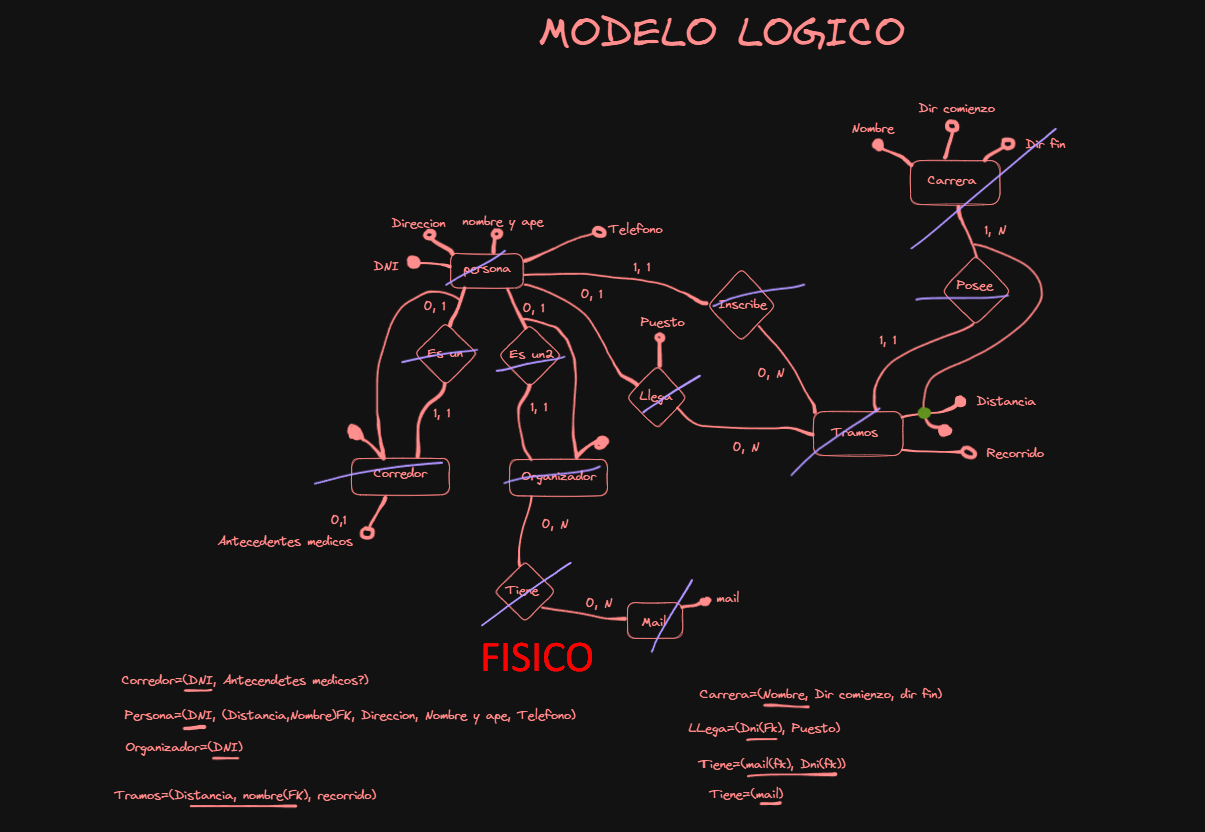 MODELO LOGICO
Dir comienzo
Nombre
Dir fin
Carrera
Direccion
nombre y ape
Telefono
1, N
DNI
persona
1, 1
Posee
0, 1
0, 1
0, 1
Inscribe
Puesto
1, 1
Es un
Es un2
0, N
Llega
Distancia
1, 1
1, 1
Tramos
0, N
Recorrido
Corredor
Organizador
0,1
0, N
Antecedentes medicos
Tiene
0, N
mail
Mail
FISICO
Corredor=(DNI, Antecendetes medicos?)
Persona=(DNI, (Distancia,Nombre)FK, Direccion, Nombre y ape, Telefono)
Organizador=(DNI)
Tramos=(Distancia, nombre(FK), recorrido)
Carrera=(Nombre, Dir comienzo, dir fin)
LLega=(Dni(Fk), Puesto)
Tiene=(mail(fk), Dni(fk))
Tiene=(mail)